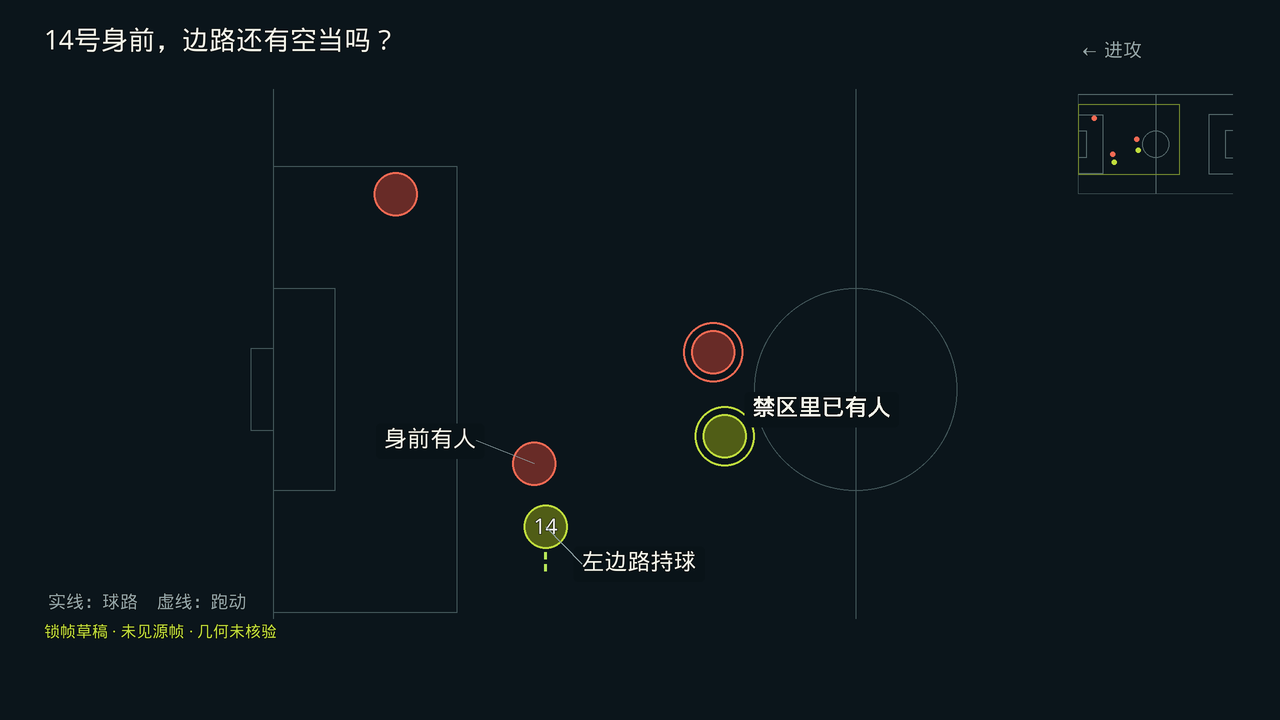 14号身前，边路还有空当吗？
← 进攻
禁区里已有人
身前有人
14
左边路持球
实线：球路　虚线：跑动
锁帧草稿 · 未见源帧 · 几何未核验